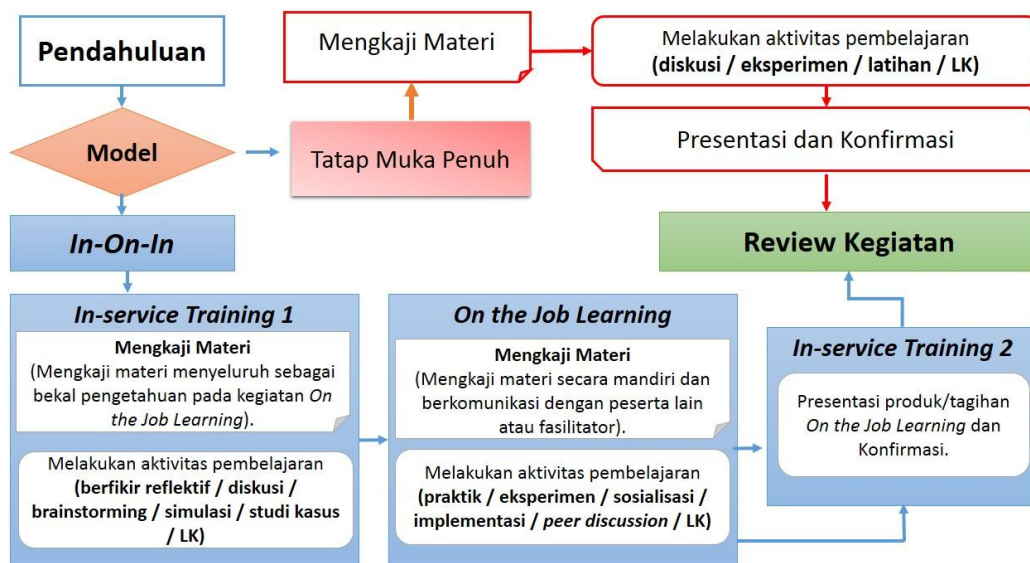 Pendahuluan
Model
Tatap Muka Penuh
Mengkaji Materi
Melakukan aktivitas pembelajaran
(diskusi / eksperimen / latihan / LK)
Presentasi dan Konfirmasi
Review Kegiatan
In-On-In
In-service Training 1
Mengkaji Materi
(Mengkaji materi menyeluruh sebagai
bekal pengetahuan pada kegiatan On
the Job Learning).
Melakukan aktivitas pembelajaran
(berfikir reflektif / diskusi /
brainstorming / simulasi / studi kasus
/ LK)
On the Job Learning
Mengkaji Materi
(Mengkaji materi secara mandiri dan
berkomunikasi dengan peserta lain
atau fasilitator).
Melakukan aktivitas pembelajaran
(praktik / eksperimen / sosialisasi /
implementasi / peer discussion / LK)
In-service Training 2
Presentasi produk/tagihan
On the Job Learning dan
Konfirmasi.